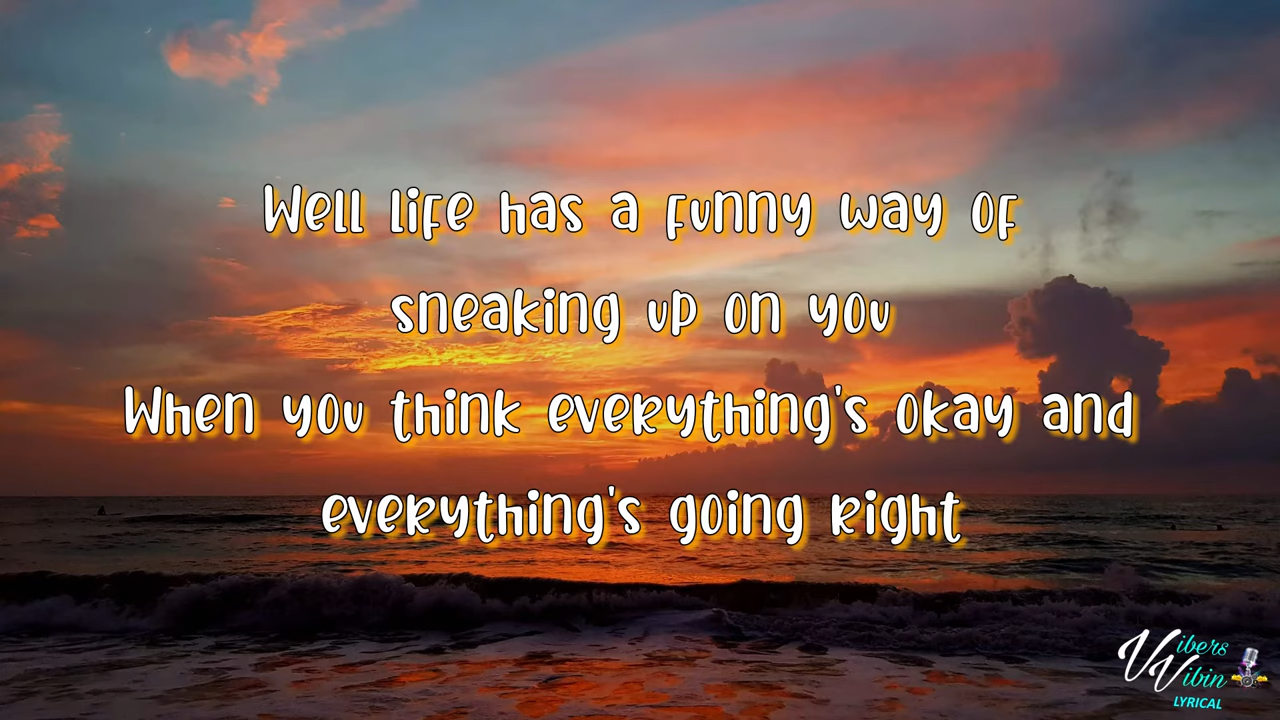 Well life has a funny way of
sneaking up on you
When you think everything's okay and
everything's going right
Vibers
Vibin
LYRICAL